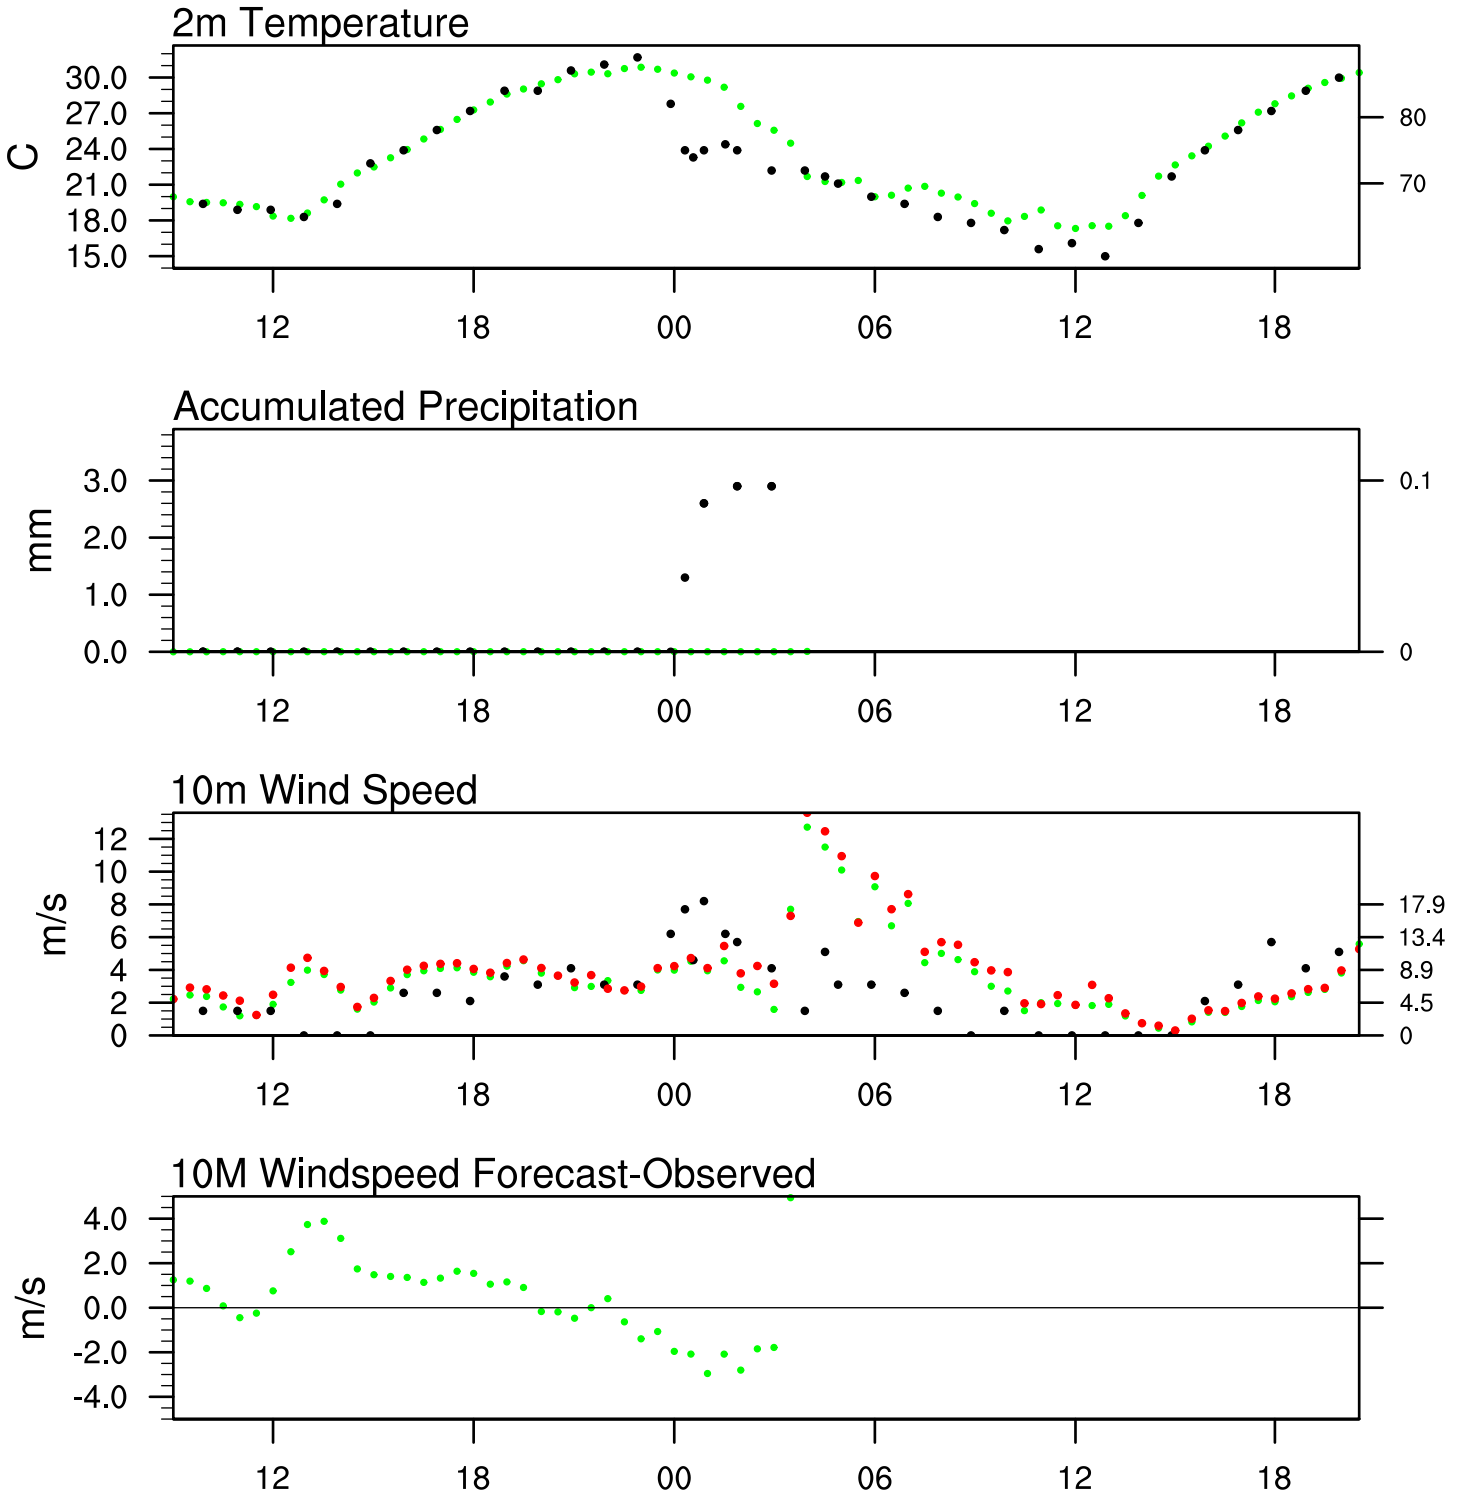 2m Temperature
30.0
27.0
24.0
21.0
18.0
15.0
C
80
70
12 18 00 06 12 18
Accumulated Precipitation
3.0
2.0
1.0
0.0
mm
0.1
0
12 18 00 06 12 18
10m Wind Speed
12
10
8
6
4
2
0
m/s
17.9
13.4
8.9
4.5
0
12 18 00 06 12 18
10M Windspeed Forecast-Observed
4.0
2.0
0.0
-2.0
-4.0
m/s
12 18 00 06 12 18